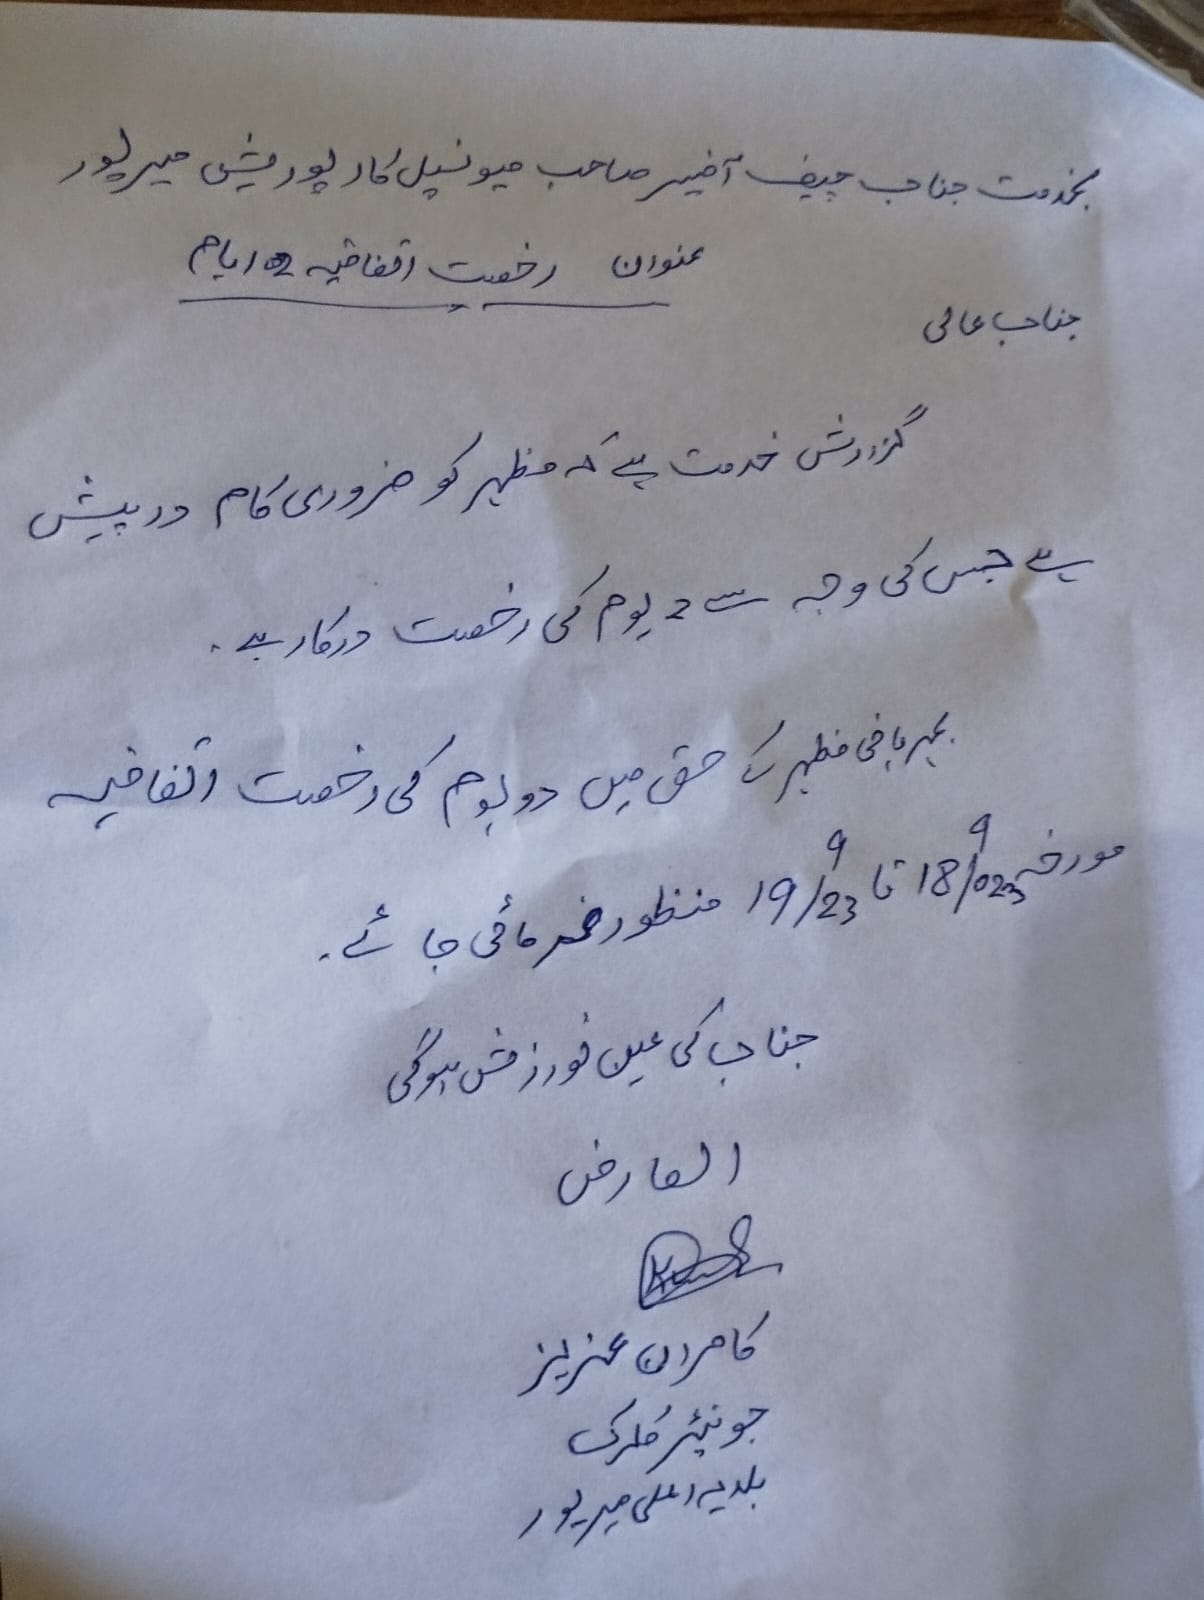 بخدمت جناب چیف آفیسر صاحب میونسپل کارپوریشن میرپور
عنوان رخصت اتفاقیہ 02 ایام
جناب عالی
گزارش خدمت ہے کہ مظہر کو ضروری کام درپیش
ہے جس کی وجہ سے 2 یوم کی رخصت درکار ہے۔
بمہربانی مظہر کے حق میں دو یوم کی رخصت اتفاقیہ
مورخہ 18/9/023 تا 19/9/23 منظور فرمائی جائے۔
جناب کی عین نوازش ہوگی
العارض
کامران عزیز
جونیئر کلرک
بلدیہ اعلی میرپور